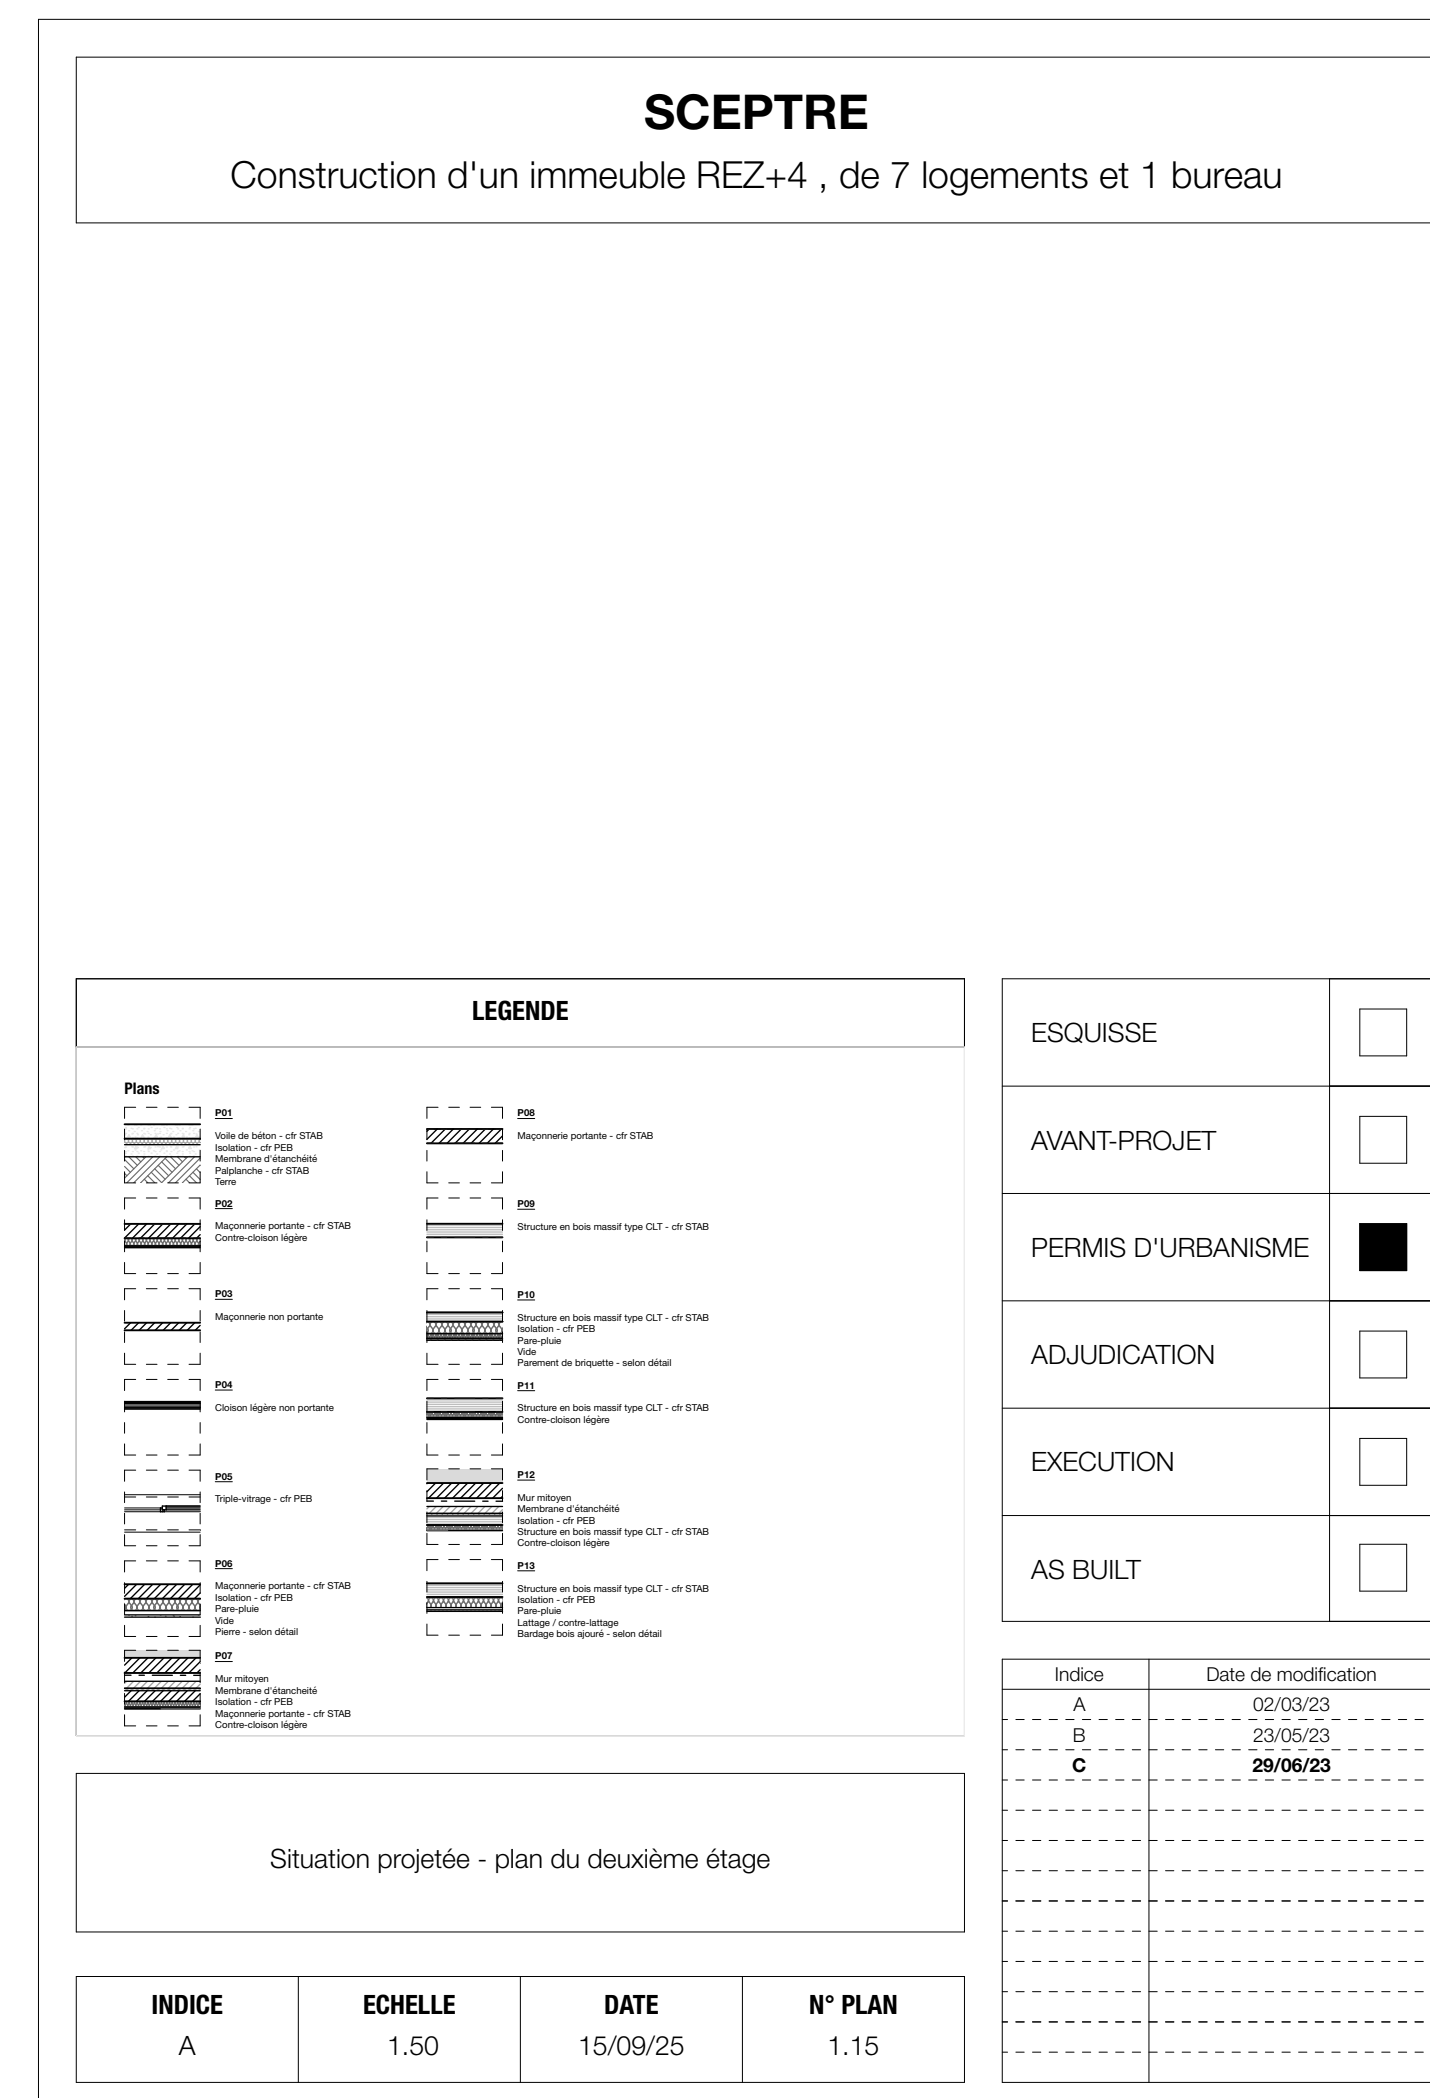 SCEPTRE
Construction d'un immeuble REZ+4 , de 7 logements et 1 bureau
LEGENDE
Plans
P01
Voile de béton - cfr STAB
Isolation - cfr PEB
Membrane d'étanchéité
Palplanche - cfr STAB
Terre
P02
Maçonnerie portante - cfr STAB
Contre-cloison légère
P03
Maçonnerie non portante
P04
Cloison légère non portante
P05
Triple-vitrage - cfr PEB
P06
Maçonnerie portante - cfr STAB
Isolation - cfr PEB
Pare-pluie
Vide
Pierre - selon détail
P07
Mur mitoyen
Membrane d'étancheité
Isolation - cfr PEB
Maçonnerie portante - cfr STAB
Contre-cloison légère
P08
Maçonnerie portante - cfr STAB
P09
Structure en bois massif type CLT - cfr STAB
P10
Structure en bois massif type CLT - cfr STAB
Isolation - cfr PEB
Pare-pluie
Vide
Parement de briquette - selon détail
P11
Structure en bois massif type CLT - cfr STAB
Contre-cloison légère
P12
Mur mitoyen
Membrane d'étanchéité
Isolation - cfr PEB
Structure en bois massif type CLT - cfr STAB
Contre-cloison légère
P13
Structure en bois massif type CLT - cfr STAB
Isolation - cfr PEB
Pare-pluie
Lattage / contre-lattage
Bardage bois ajouré - selon détail
ESQUISSE
AVANT-PROJET
PERMIS D'URBANISME
ADJUDICATION
EXECUTION
AS BUILT
Indice Date de modification
A 02/03/23
B 23/05/23
C 29/06/23
Situation projetée - plan du deuxième étage
INDICE ECHELLE DATE N° PLAN
A 1.50 15/09/25 1.15